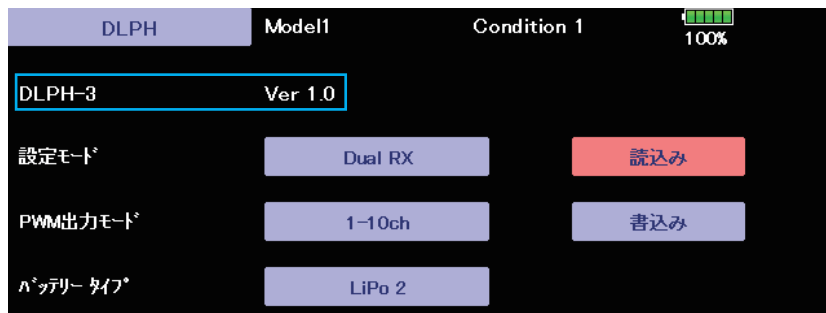 DLPH Model1 Condition 1 100%
DLPH-3 Ver 1.0
設定ﾓｰﾄﾞ Dual RX 読込み
PWM出力ﾓｰﾄﾞ 1-10ch 書込み
ﾊﾞｯﾃﾘｰ ﾀｲﾌﾟ LiPo 2